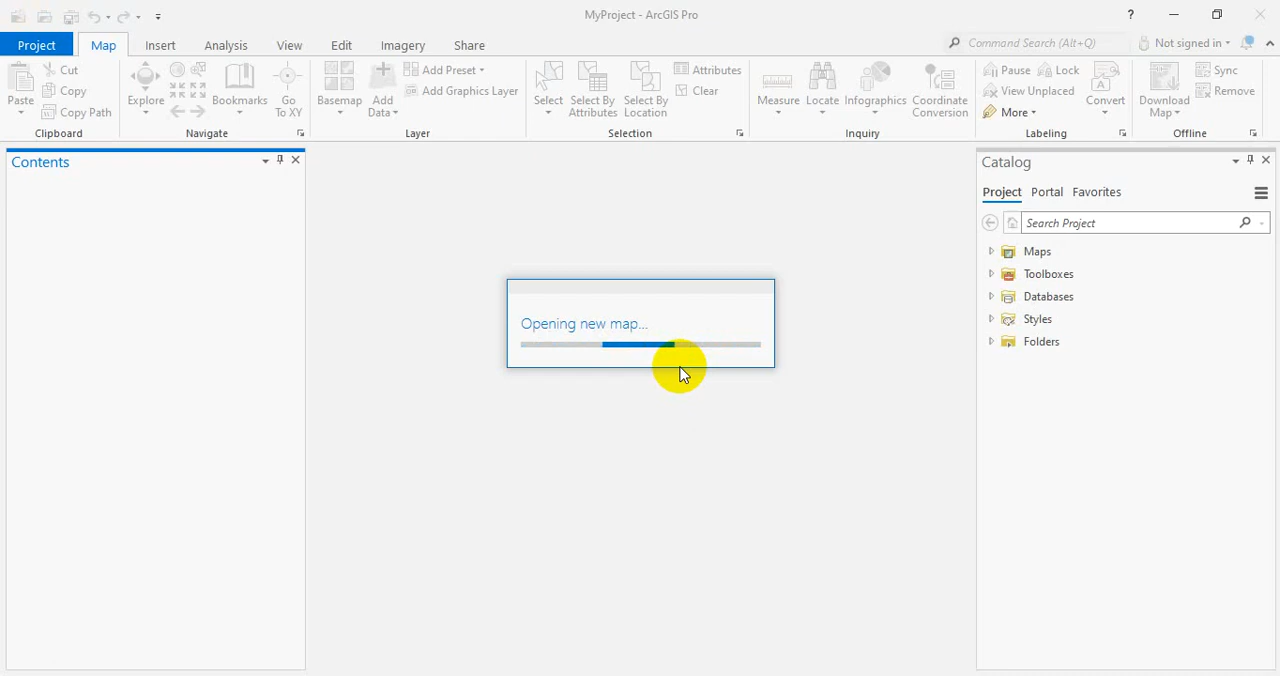 MyProject - ArcGIS Pro
?
Project Map Insert Analysis View Edit Imagery Share
Command Search (Alt+Q)
Not signed in
Paste
Cut
Copy
Copy Path
Clipboard
Explore
Bookmarks
Go
To XY
Navigate
Basemap
Add
Data
Add Preset
Add Graphics Layer
Layer
Select
Select By
Attributes
Select By
Location
Attributes
Clear
Selection
Measure
Locate
Infographics
Coordinate
Conversion
Inquiry
Pause
Lock
View Unplaced
More
Convert
Labeling
Download
Map
Sync
Remove
Offline
Contents
Opening new map...
Catalog
Project Portal Favorites
Search Project
Maps
Toolboxes
Databases
Styles
Folders